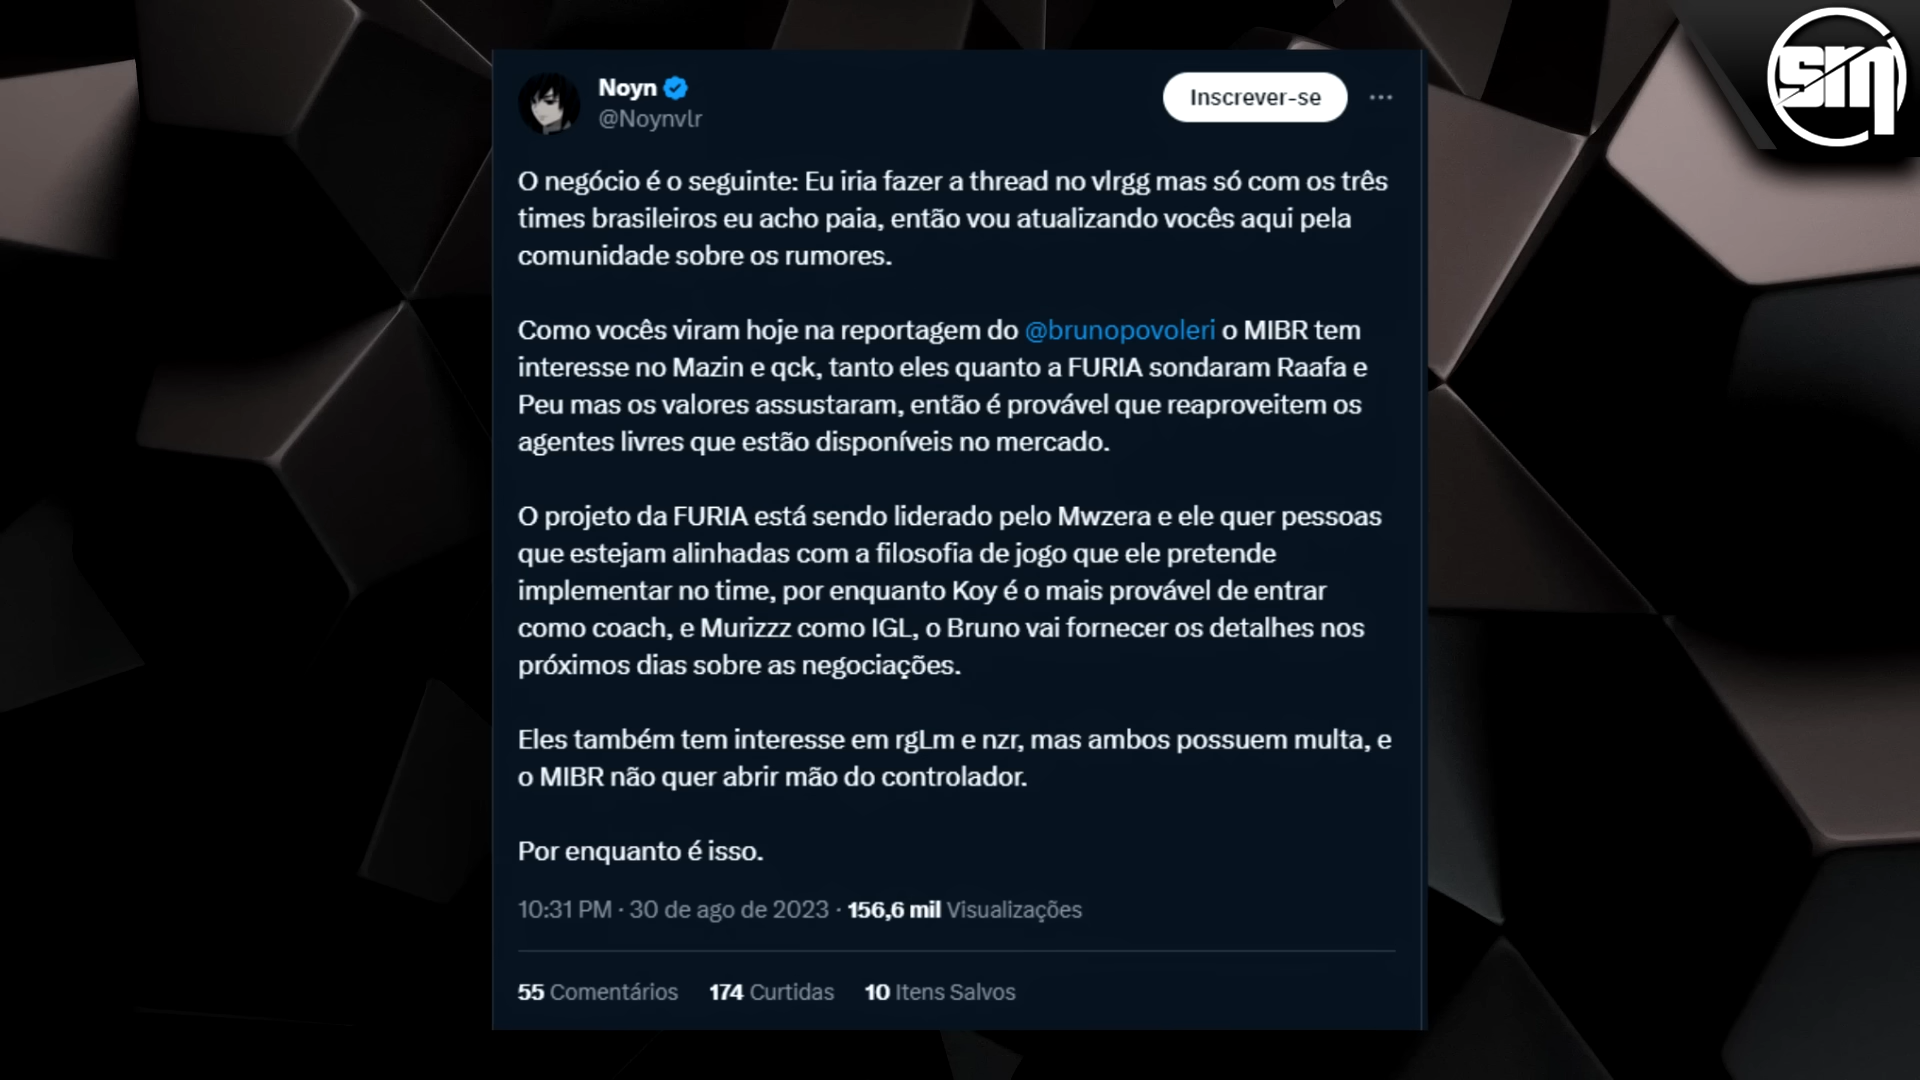 SM
Noyn
Inscrever-se
@Noynvlr
O negócio é o seguinte: Eu iria fazer a thread no vlrgg mas só com os três
times brasileiros eu acho paia, então vou atualizando vocês aqui pela
comunidade sobre os rumores.
Como vocês viram hoje na reportagem do @brunopovoleri o MIBR tem
interesse no Mazin e qck, tanto eles quanto a FURIA sondaram Raafa e
Peu mas os valores assustaram, então é provável que reaproveitem os
agentes livres que estão disponíveis no mercado.
O projeto da FURIA está sendo liderado pelo Mwzera e ele quer pessoas
que estejam alinhadas com a filosofia de jogo que ele pretende
implementar no time, por enquanto Koy é o mais provável de entrar
como coach, e Murizzz como IGL, o Bruno vai fornecer os detalhes nos
próximos dias sobre as negociações.
Eles também tem interesse em rgLm e nzr, mas ambos possuem multa, e
o MIBR não quer abrir mão do controlador.
Por enquanto é isso.
10:31 PM · 30 de ago de 2023 · 156,6 mil Visualizações
55 Comentários 174 Curtidas 10 Itens Salvos